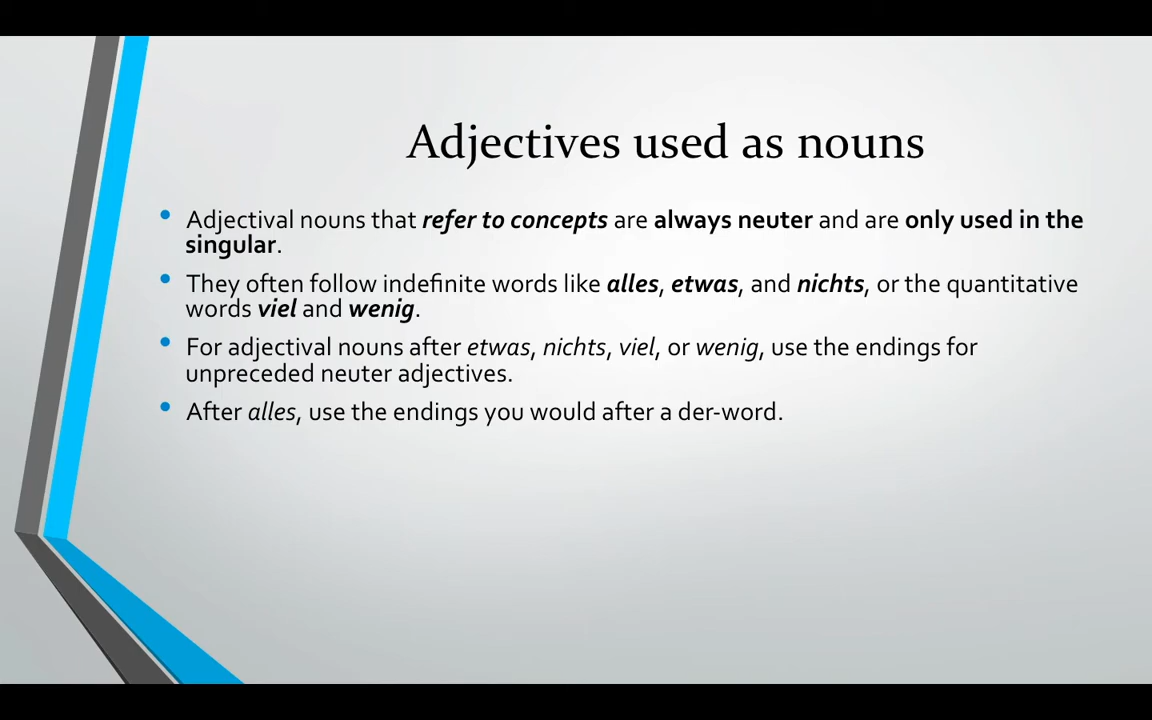 Adjectives used as nouns
• Adjectival nouns that refer to concepts are always neuter and are only used in the
singular.
• They often follow indefinite words like alles, etwas, and nichts, or the quantitative
words viel and wenig.
• For adjectival nouns after etwas, nichts, viel, or wenig, use the endings for
unpreceded neuter adjectives.
• After alles, use the endings you would after a der-word.